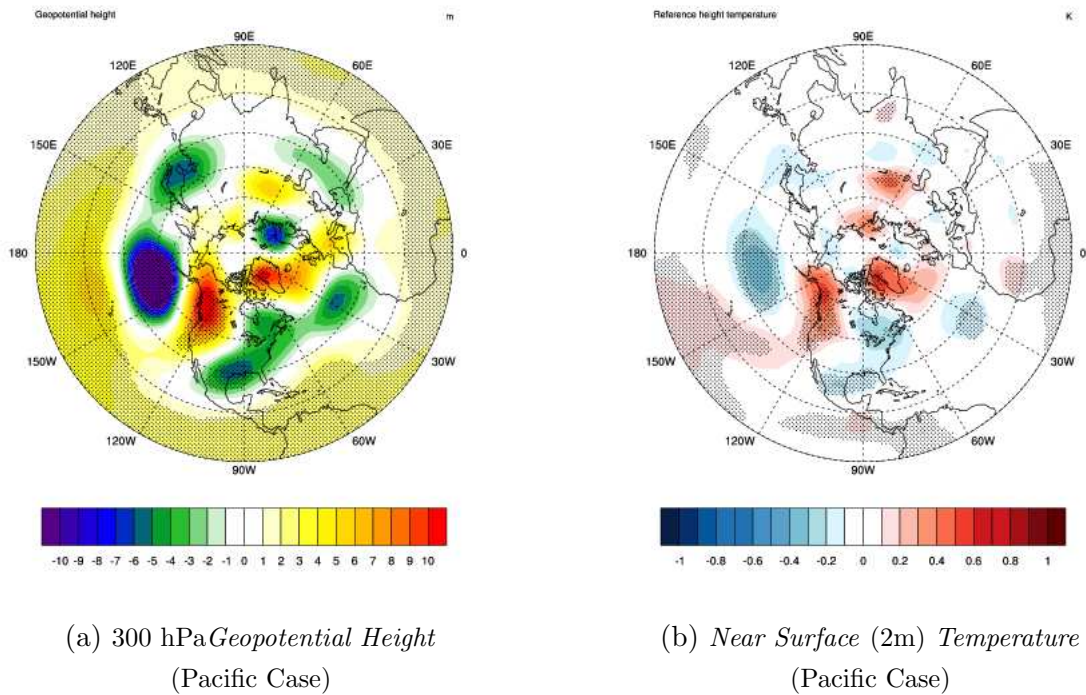 Geopotential height m
90E
120E 60E
150E 30E
180 0
150W 30W
120W 60W
90W
-10 -9 -8 -7 -6 -5 -4 -3 -2 -1 0 1 2 3 4 5 6 7 8 9 10
(a) 300 hPaGeopotential Height
(Pacific Case)
Reference height temperature K
90E
120E 60E
150E 30E
180 0
150W 30W
120W 60W
90W
-1 -0.8 -0.6 -0.4 -0.2 0 0.2 0.4 0.6 0.8 1
(b) Near Surface (2m) Temperature
(Pacific Case)